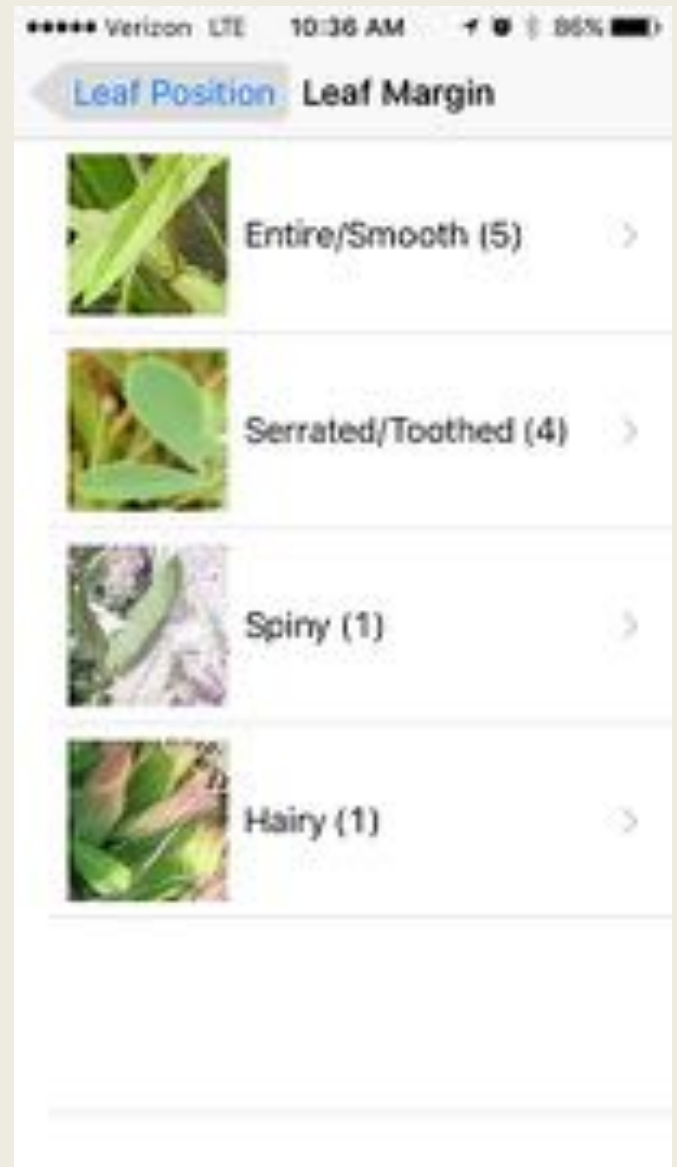 Verizon LTE 10:36 AM 86%
Leaf Position Leaf Margin
Entire/Smooth (5)
Serrated/Toothed (4)
Spiny (1)
Hairy (1)